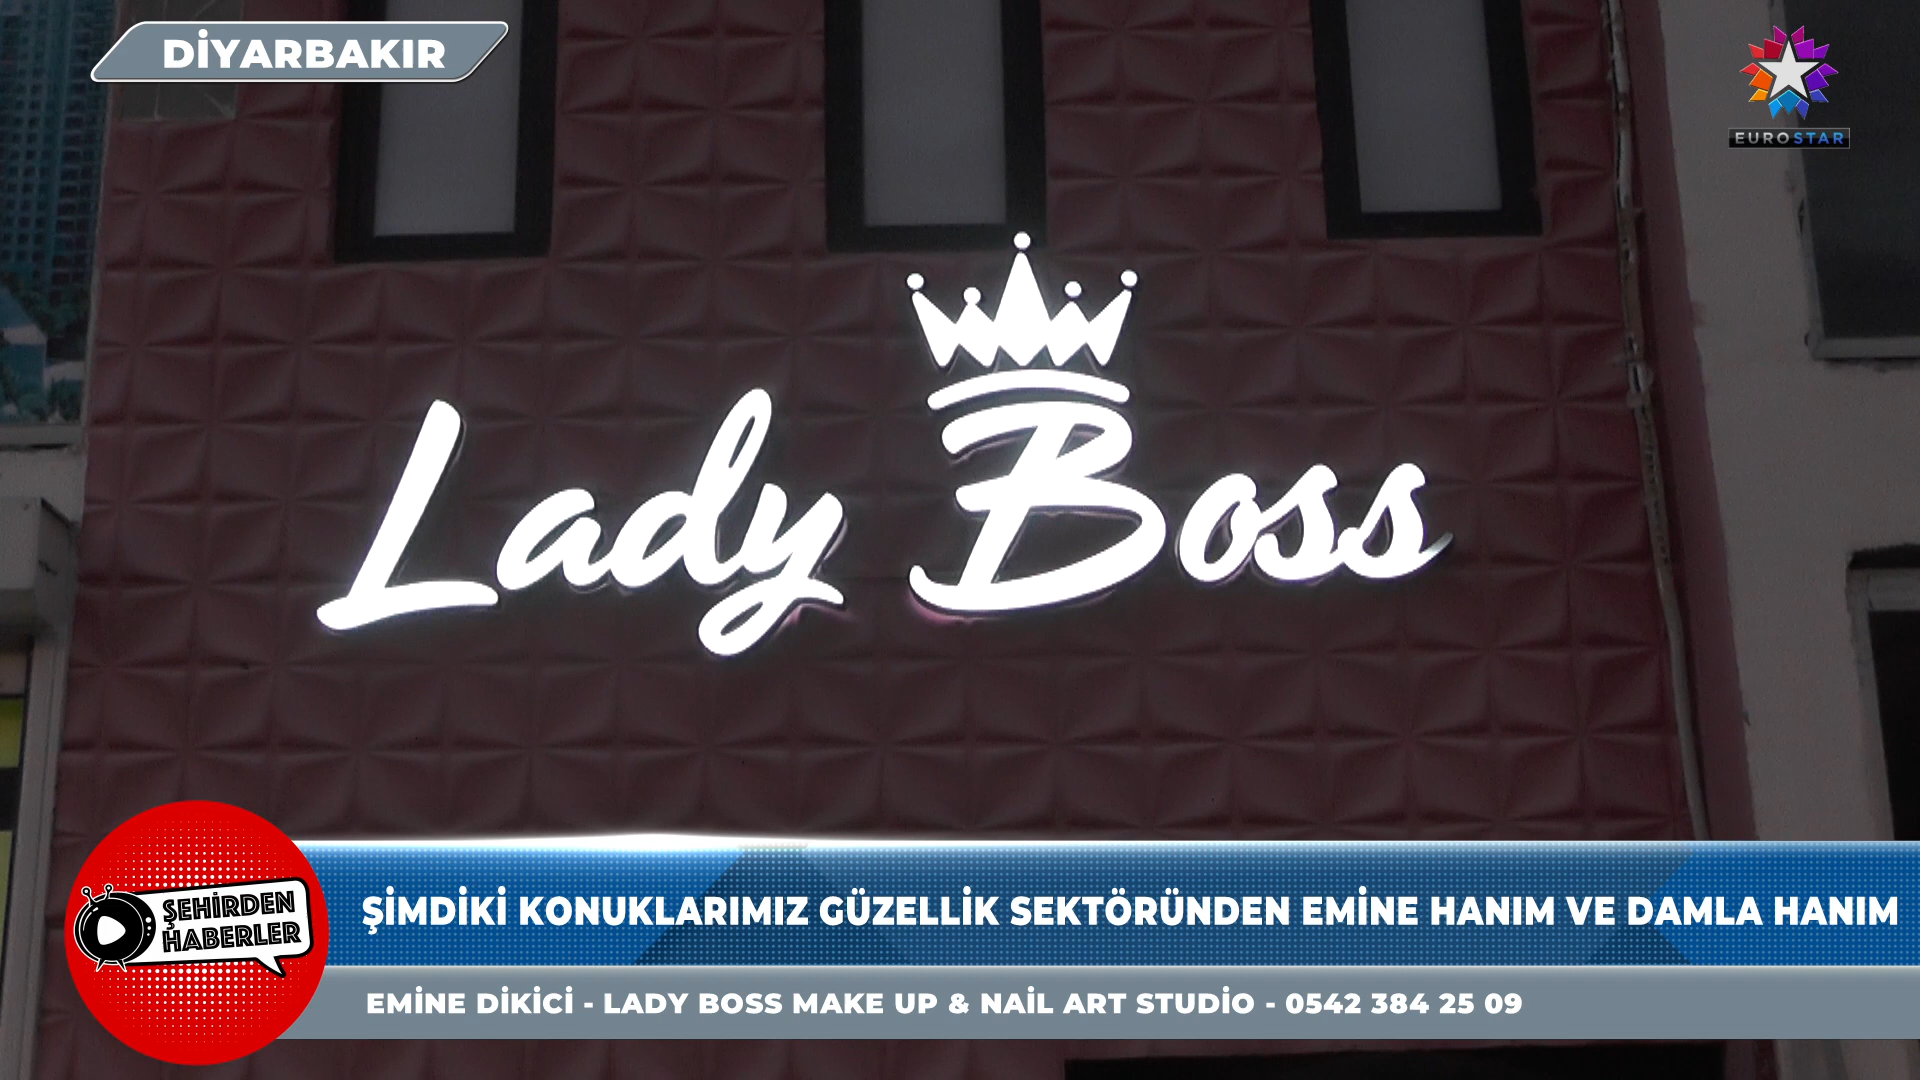 DİYARBAKIR
EUROSTAR
Lady Boss
ŞEHİRDEN
HABERLER
ŞİMDİKİ KONUKLARIMIZ GÜZELLİK SEKTÖRÜNDEN EMİNE HANIM VE DAMLA HANIM
EMİNE DİKİCİ - LADY BOSS MAKE UP & NAİL ART STUDİO - 0542 384 25 09